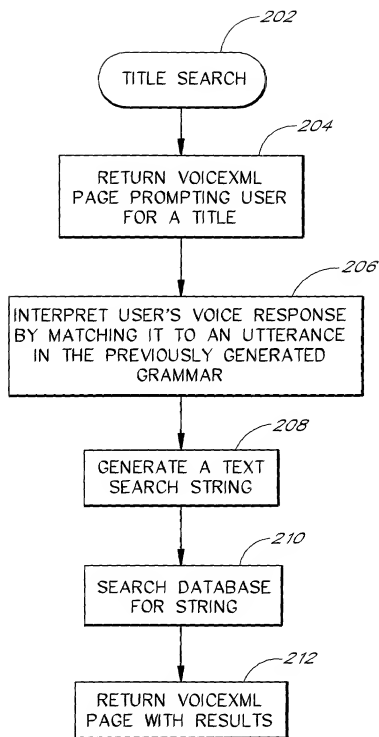 202
TITLE SEARCH
204
RETURN VOICEXML
PAGE PROMPTING USER
FOR A TITLE
206
INTERPRET USER'S VOICE RESPONSE
BY MATCHING IT TO AN UTTERANCE
IN THE PREVIOUSLY GENERATED
GRAMMAR
208
GENERATE A TEXT
SEARCH STRING
210
SEARCH DATABASE
FOR STRING
212
RETURN VOICEXML
PAGE WITH RESULTS